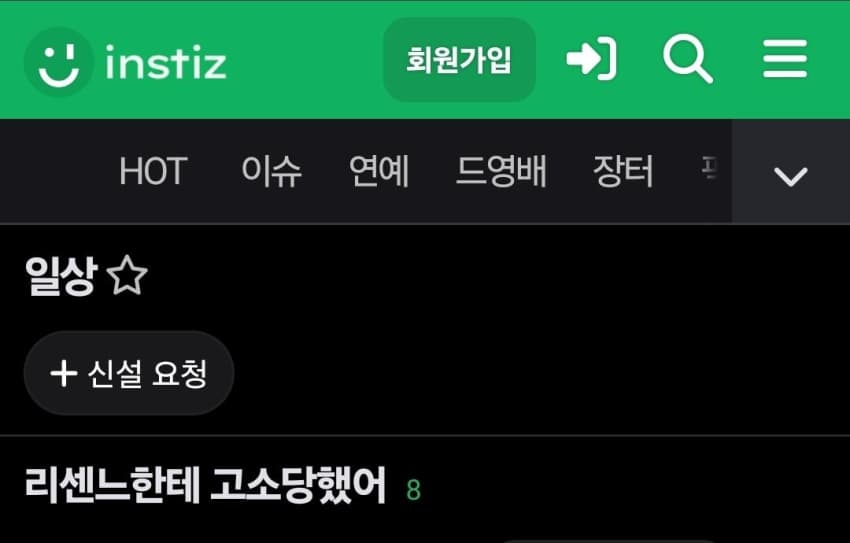 instiz 회원가입
HOT 이슈 연예 드영배 장터
일상
+ 신설 요청
리센느한테 고소당했어 8